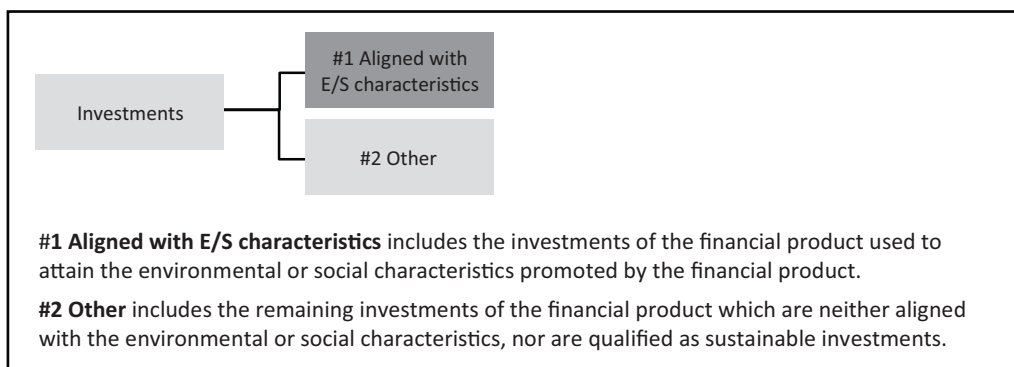 #1 Aligned with
E/S characteristics
Investments
#2 Other
#1 Aligned with E/S characteristics includes the investments of the financial product used to
attain the environmental or social characteristics promoted by the financial product.
#2 Other includes the remaining investments of the financial product which are neither aligned
with the environmental or social characteristics, nor are qualified as sustainable investments.